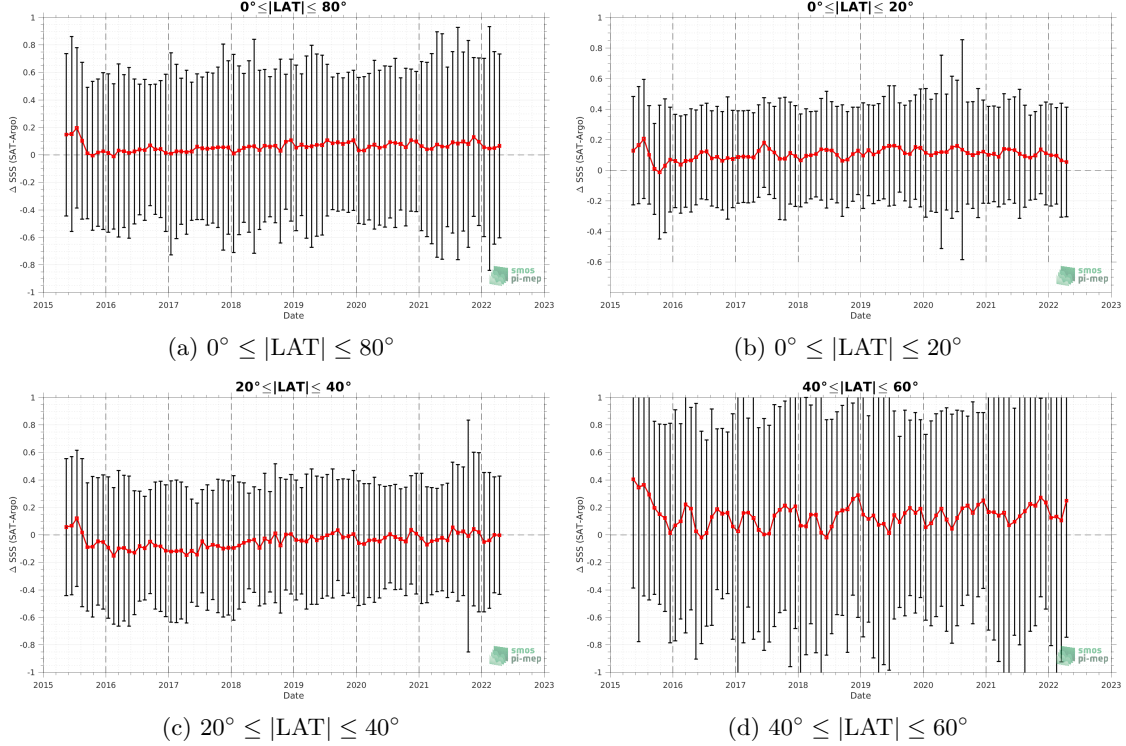 0°≤|LAT|≤ 80°
1
0.8
0.6
0.4
0.2
0
-0.2
-0.4
-0.6
-0.8
-1
Δ SSS (SAT-Argo)
2015 2016 2017 2018 2019 2020 2021 2022 2023
Date
smos
pi-mep
(a) 0° ≤ |LAT| ≤ 80°
0°≤|LAT|≤ 20°
1
0.8
0.6
0.4
0.2
0
-0.2
-0.4
-0.6
Δ SSS (SAT-Argo)
2015 2016 2017 2018 2019 2020 2021 2022 2023
Date
smos
pi-mep
(b) 0° ≤ |LAT| ≤ 20°
20°≤|LAT|≤ 40°
1
0.8
0.6
0.4
0.2
0
-0.2
-0.4
-0.6
-0.8
-1
Δ SSS (SAT-Argo)
2015 2016 2017 2018 2019 2020 2021 2022 2023
Date
smos
pi-mep
(c) 20° ≤ |LAT| ≤ 40°
40°≤|LAT|≤ 60°
1
0.8
0.6
0.4
0.2
0
-0.2
-0.4
-0.6
-0.8
-1
Δ SSS (SAT-Argo)
2015 2016 2017 2018 2019 2020 2021 2022 2023
Date
smos
pi-mep
(d) 40° ≤ |LAT| ≤ 60°